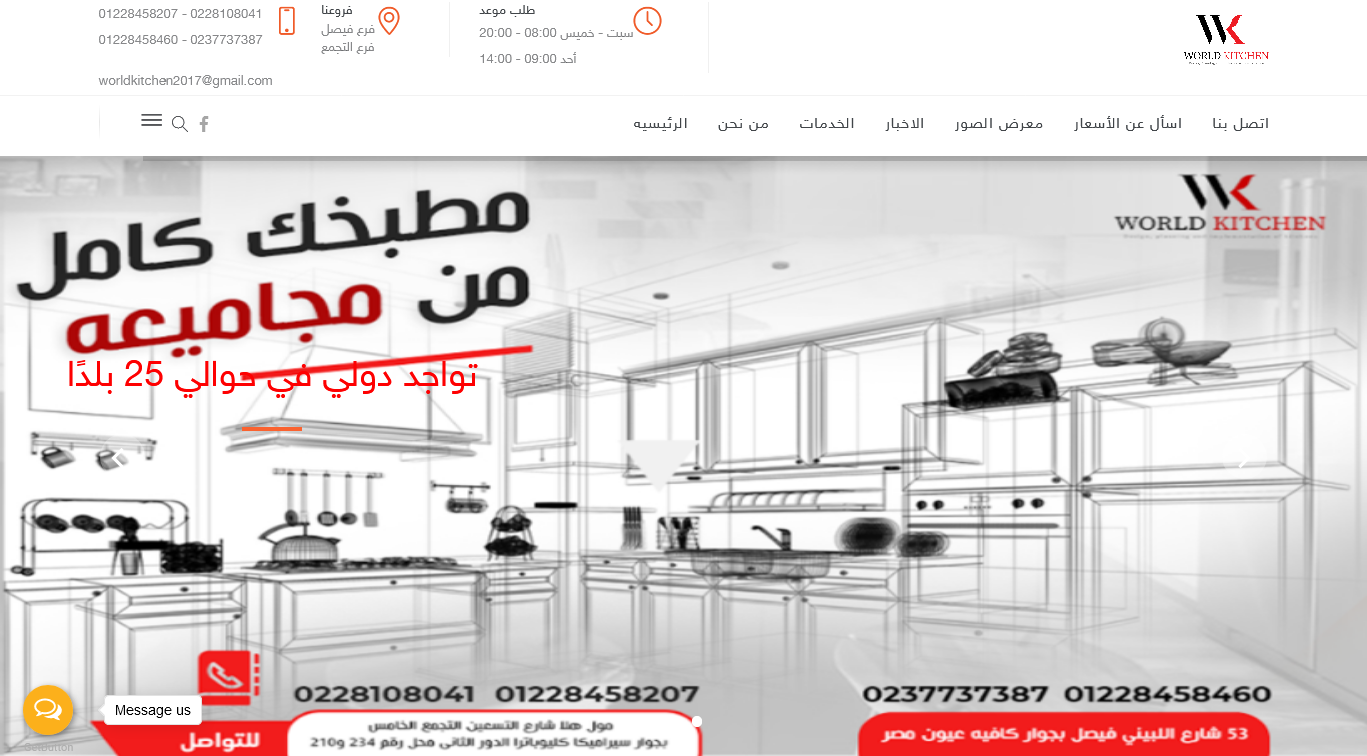 0228108041 - 01228458207
0237737387 - 01228458460
worldkitchen2017@gmail.com
فروعنا
فرع فيصل
فرع التجمع
طلب موعد
سبت - خميس 08:00 - 20:00
أحد 09:00 - 14:00
WORLD KITCHEN
الرئيسيه
من نحن
الخدمات
الاخبار
معرض الصور
اسأل عن الأسعار
اتصل بنا
مطبخك كامل
من مجاميعه
تواجد دولي في حوالي 25 بلدًا
WORLD KITCHEN
0228108041 01228458207
0237737387 01228458460
للتواصل
مول هنا شارع التسعين التجمع الخامس
بجوار سيراميكا كليوباترا الدور الثانى محل رقم 234 و210
53 شارع اللبيني فيصل بجوار كافيه عيون مصر
Message us
GetButton